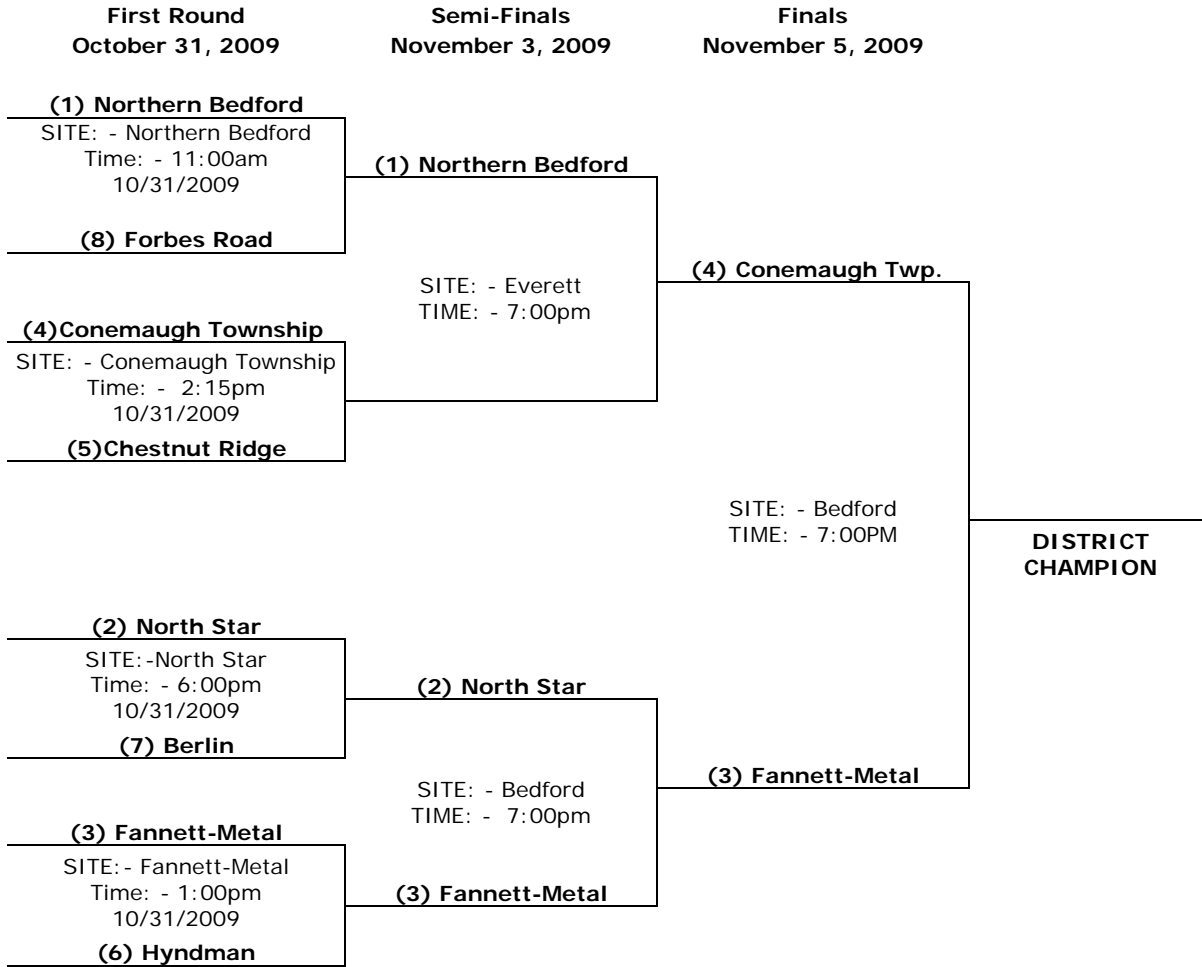 First Round
October 31, 2009
Semi-Finals
November 3, 2009
Finals
November 5, 2009
(1) Northern Bedford
SITE: - Northern Bedford
Time: - 11:00am
10/31/2009
(8) Forbes Road
(1) Northern Bedford
SITE: - Everett
TIME: - 7:00pm
(4)Conemaugh Township
SITE: - Conemaugh Township
Time: - 2:15pm
10/31/2009
(5)Chestnut Ridge
(4) Conemaugh Twp.
SITE: - Bedford
TIME: - 7:00PM
DISTRICT
CHAMPION
(2) North Star
SITE:-North Star
Time: - 6:00pm
10/31/2009
(7) Berlin
(2) North Star
SITE: - Bedford
TIME: - 7:00pm
(3) Fannett-Metal
(3) Fannett-Metal
SITE:- Fannett-Metal
Time: - 1:00pm
10/31/2009
(6) Hyndman
(3) Fannett-Metal